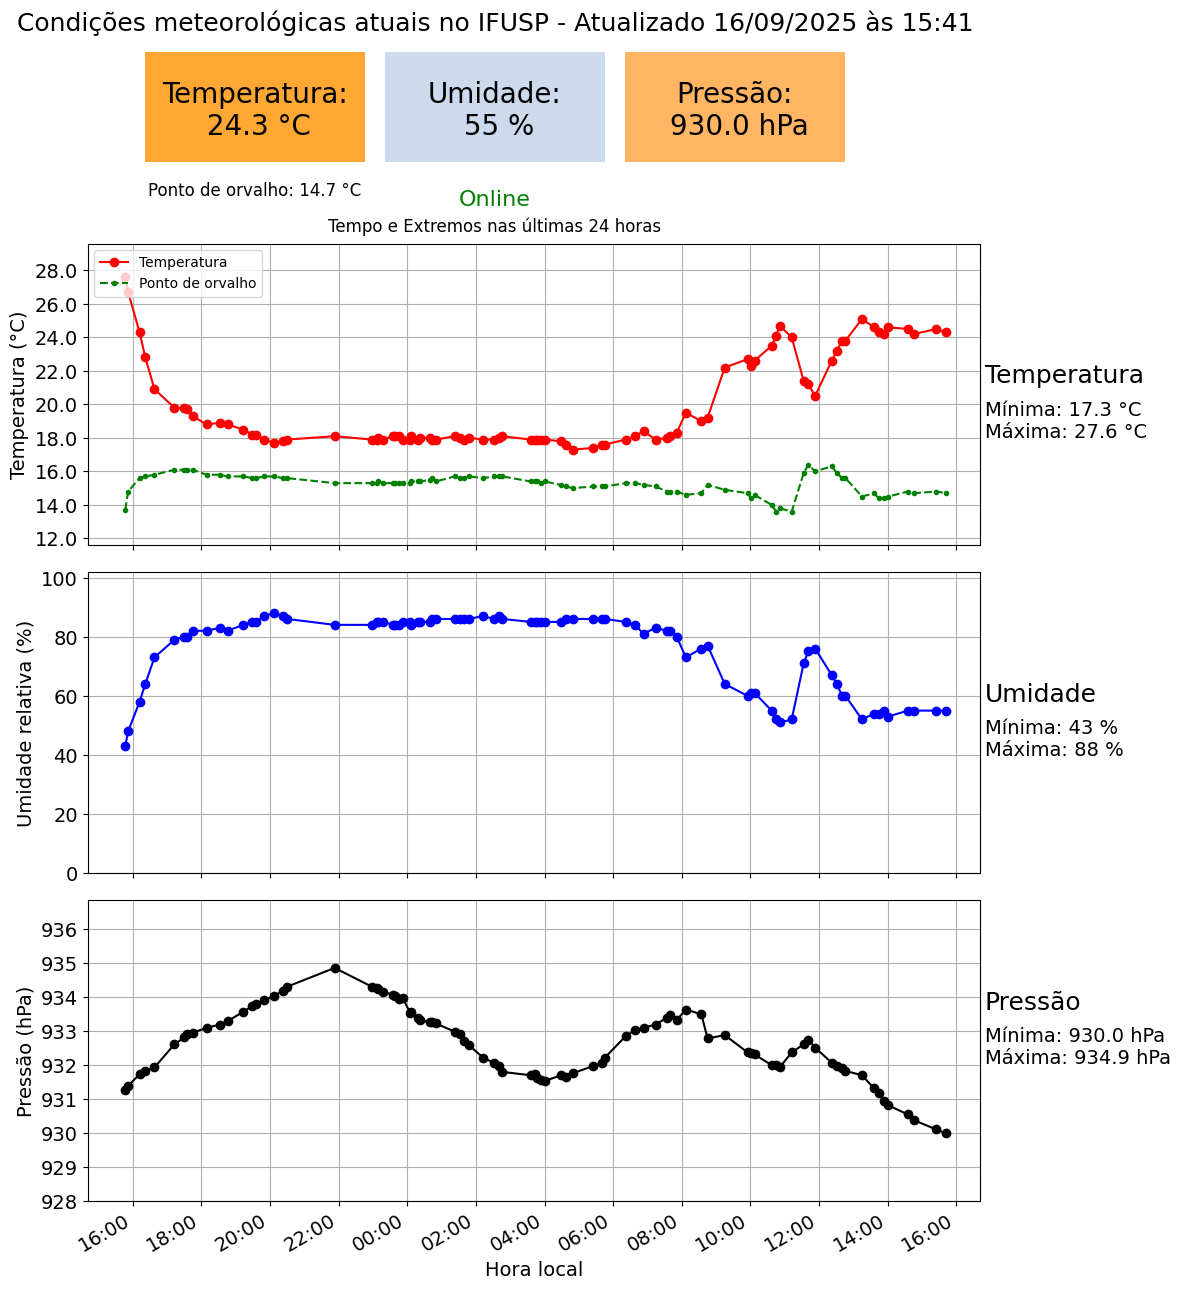 Condições meteorológicas atuais no IFUSP - Atualizado 16/09/2025 às 15:41
Temperatura:
24.3 °C
Umidade:
55 %
Pressão:
930.0 hPa
Ponto de orvalho: 14.7 °C
Online
Tempo e Extremos nas últimas 24 horas
Temperatura
Ponto de orvalho
Temperatura (°C)
28.0
26.0
24.0
22.0
20.0
18.0
16.0
14.0
12.0
Temperatura
Mínima: 17.3 °C
Máxima: 27.6 °C
Umidade relativa (%)
100
80
60
40
20
0
Umidade
Mínima: 43 %
Máxima: 88 %
Pressão (hPa)
936
935
934
933
932
931
930
929
928
Pressão
Mínima: 930.0 hPa
Máxima: 934.9 hPa
16:00 18:00 20:00 22:00 00:00 02:00 04:00 06:00 08:00 10:00 12:00 14:00 16:00
Hora local